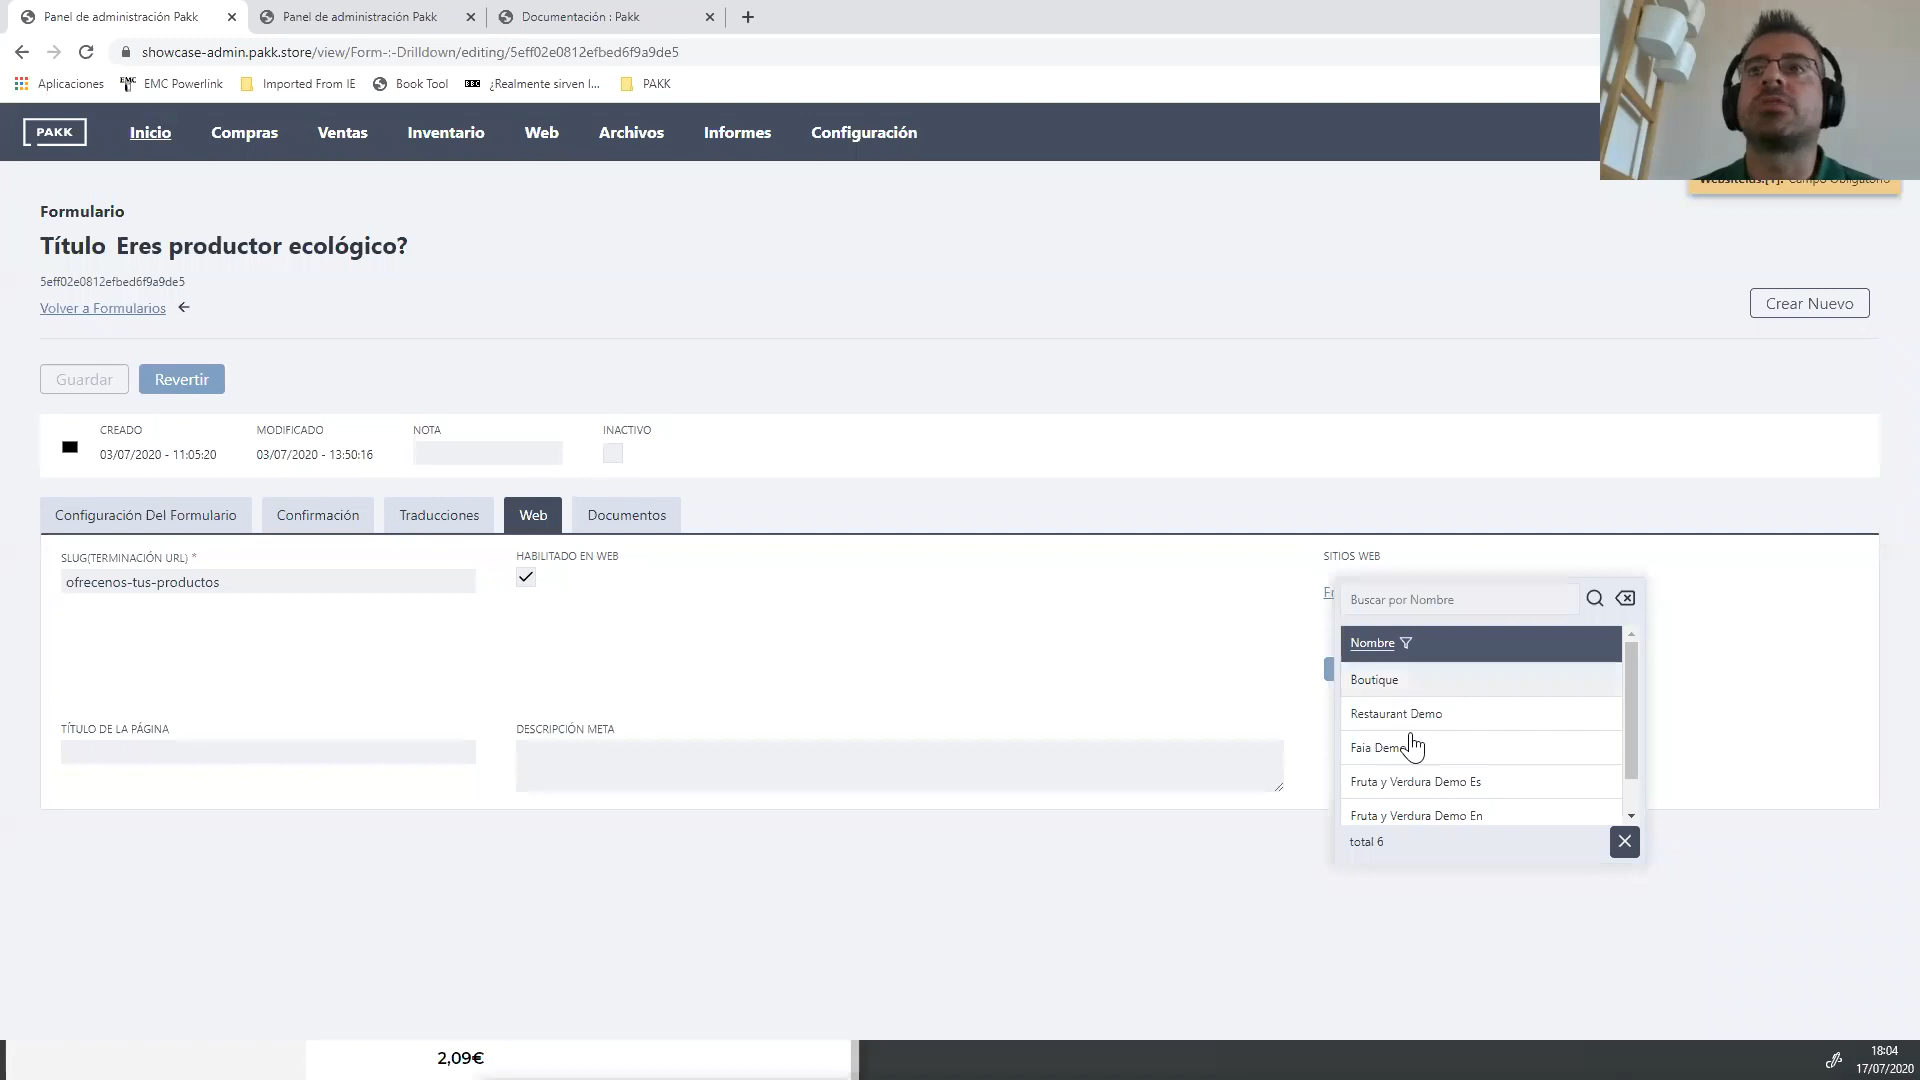 Panel de administración Pakk
Panel de administración Pakk
Documentación : Pakk
showcase-admin.pakk.store/view/Form-:-Drilldown/editing/5eff02e0812efbed6f9a9de5
Aplicaciones
EMC Powerlink
Imported From IE
Book Tool
BBC
¿Realmente sirven l...
PAKK
PAKK
Inicio
Compras
Ventas
Inventario
Web
Archivos
Informes
Configuración
Formulario
Título Eres productor ecológico?
5eff02e0812efbed6f9a9de5
Volver a Formularios
Crear Nuevo
Guardar
Revertir
CREADO
MODIFICADO
NOTA
INACTIVO
03/07/2020 - 11:05:20
03/07/2020 - 13:50:16
Configuración Del Formulario
Confirmación
Traducciones
Web
Documentos
SLUG(TERMINACIÓN URL) *
HABILITADO EN WEB
SITIOS WEB
ofrecenos-tus-productos
Buscar por Nombre
Nombre
Boutique
Restaurant Demo
Faia Demo
Fruta y Verdura Demo Es
Fruta y Verdura Demo En
total 6
TÍTULO DE LA PÁGINA
DESCRIPCIÓN META
2,09€
18:04
17/07/2020